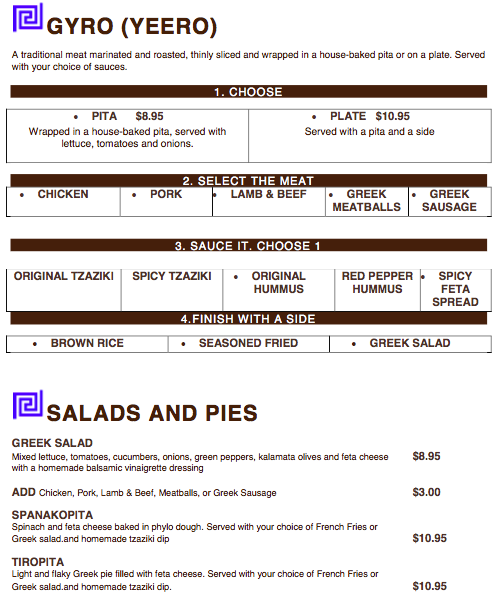 GYRO (YEERO)
A traditional meat marinated and roasted, thinly sliced and wrapped in a house-baked pita or on a plate. Served
with your choice of sauces.
1. CHOOSE
• PITA $8.95
Wrapped in a house-baked pita, served with
lettuce, tomatoes and onions.
• PLATE $10.95
Served with a pita and a side
2. SELECT THE MEAT
• CHICKEN
• PORK
• LAMB & BEEF
• GREEK
MEATBALLS
• GREEK
SAUSAGE
3. SAUCE IT. CHOOSE 1
ORIGINAL TZAZIKI
SPICY TZAZIKI
• ORIGINAL
HUMMUS
RED PEPPER
HUMMUS
• SPICY
FETA
SPREAD
4.FINISH WITH A SIDE
• BROWN RICE
• SEASONED FRIED
• GREEK SALAD
SALADS AND PIES
GREEK SALAD
Mixed lettuce, tomatoes, cucumbers, onions, green peppers, kalamata olives and feta cheese $8.95
with a homemade balsamic vinaigrette dressing
ADD Chicken, Pork, Lamb & Beef, Meatballs, or Greek Sausage $3.00
SPANAKOPITA
Spinach and feta cheese baked in phylo dough. Served with your choice of French Fries or
Greek salad.and homemade tzaziki dip $10.95
TIROPITA
Light and flaky Greek pie filled with feta cheese. Served with your choice of French Fries or
Greek salad.and homemade tzaziki dip. $10.95